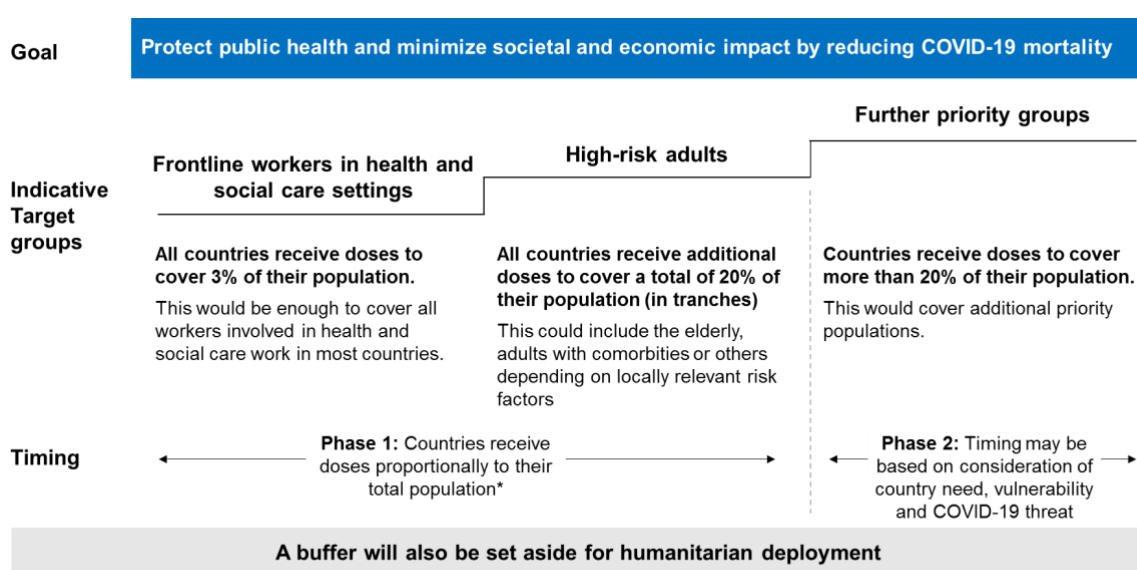 Goal
Protect public health and minimize societal and economic impact by reducing COVID-19 mortality
Indicative
Target
groups
Frontline workers in health and
social care settings
High-risk adults
Further priority groups
All countries receive doses to
cover 3% of their population.
This would be enough to cover all
workers involved in health and
social care work in most countries.
All countries receive additional
doses to cover a total of 20% of
their population (in tranches)
This could include the elderly,
adults with comorbities or others
depending on locally relevant risk
factors
Countries receive doses to cover
more than 20% of their population.
This would cover additional priority
populations.
Timing
Phase 1: Countries receive
doses proportionally to their
total population*
Phase 2: Timing may be
based on consideration of
country need, vulnerability
and COVID-19 threat
A buffer will also be set aside for humanitarian deployment